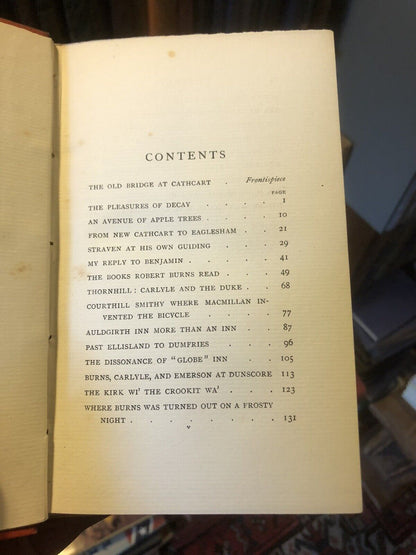 CONTENTS
THE OLD BRIDGE AT CATHCART . Frontispiece
PAGE
THE PLEASURES OF DECAY . . . . 1
AN AVENUE OF APPLE TREES . . . . 10
FROM NEW CATHCART TO EAGLESHAM . . 21
STRAVEN AT HIS OWN GUIDING . . . 29
MY REPLY TO BENJAMIN . . . . . 41
THE BOOKS ROBERT BURNS READ . . . 49
THORNHILL : CARLYLE AND THE DUKE . . 68
COURTHILL SMITHY WHERE MACMILLAN IN-
VENTED THE BICYCLE . . . . 77
AULDGIRTH INN MORE THAN AN INN . . 87
PAST ELLISLAND TO DUMFRIES . . . 96
THE DISSONANCE OF "GLOBE" INN . . 105
BURNS, CARLYLE, AND EMERSON AT DUNSCORE 113
THE KIRK WI' THE CROOKIT WA' . . . 123
WHERE BURNS WAS TURNED OUT ON A FROSTY
NIGHT . . . . . . . 131
v